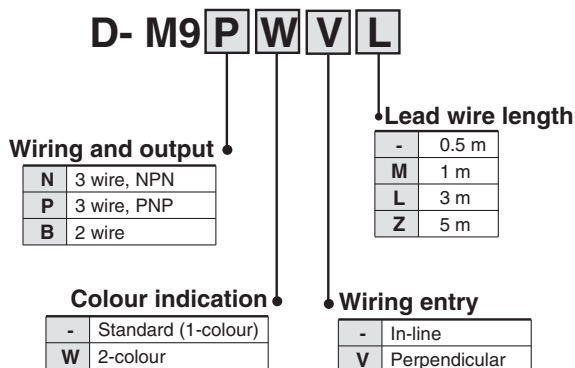 D- M9 P W V L
Lead wire length
- 0.5 m
M 1 m
L 3 m
Z 5 m
Wiring and output
N 3 wire, NPN
P 3 wire, PNP
B 2 wire
Colour indication
- Standard (1-colour)
W 2-colour
Wiring entry
- In-line
V Perpendicular